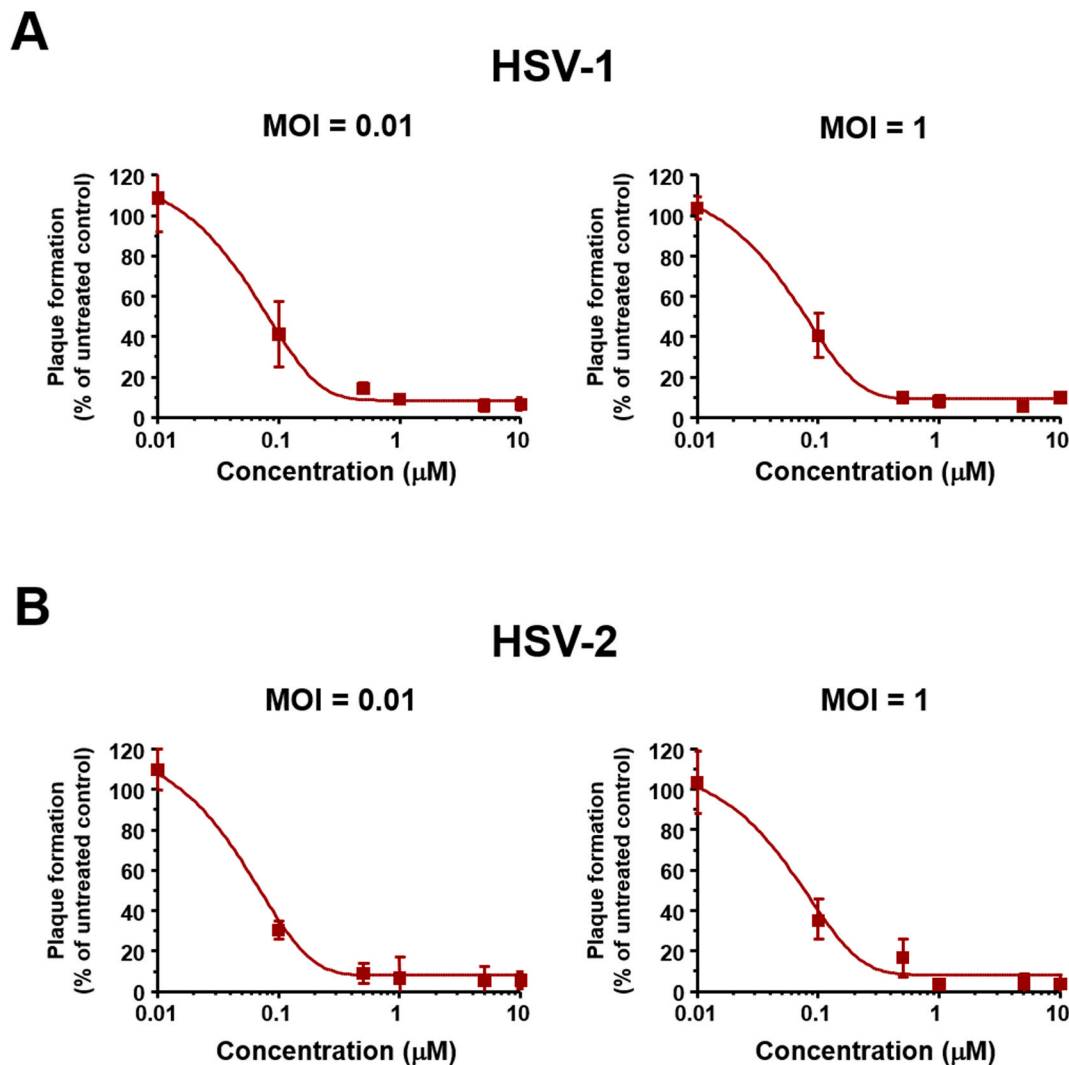 A
HSV-1
MOI = 0.01
Plaque formation
(% of untreated control)
120
100
80
60
40
20
0
0.01
0.1
1
10
Concentration (μM)
MOI = 1
Plaque formation
(% of untreated control)
120
100
80
60
40
20
0
0.01
0.1
1
10
Concentration (μM)
B
HSV-2
MOI = 0.01
Plaque formation
(% of untreated control)
120
100
80
60
40
20
0
0.01
0.1
1
10
Concentration (μM)
MOI = 1
Plaque formation
(% of untreated control)
120
100
80
60
40
20
0
0.01
0.1
1
10
Concentration (μM)